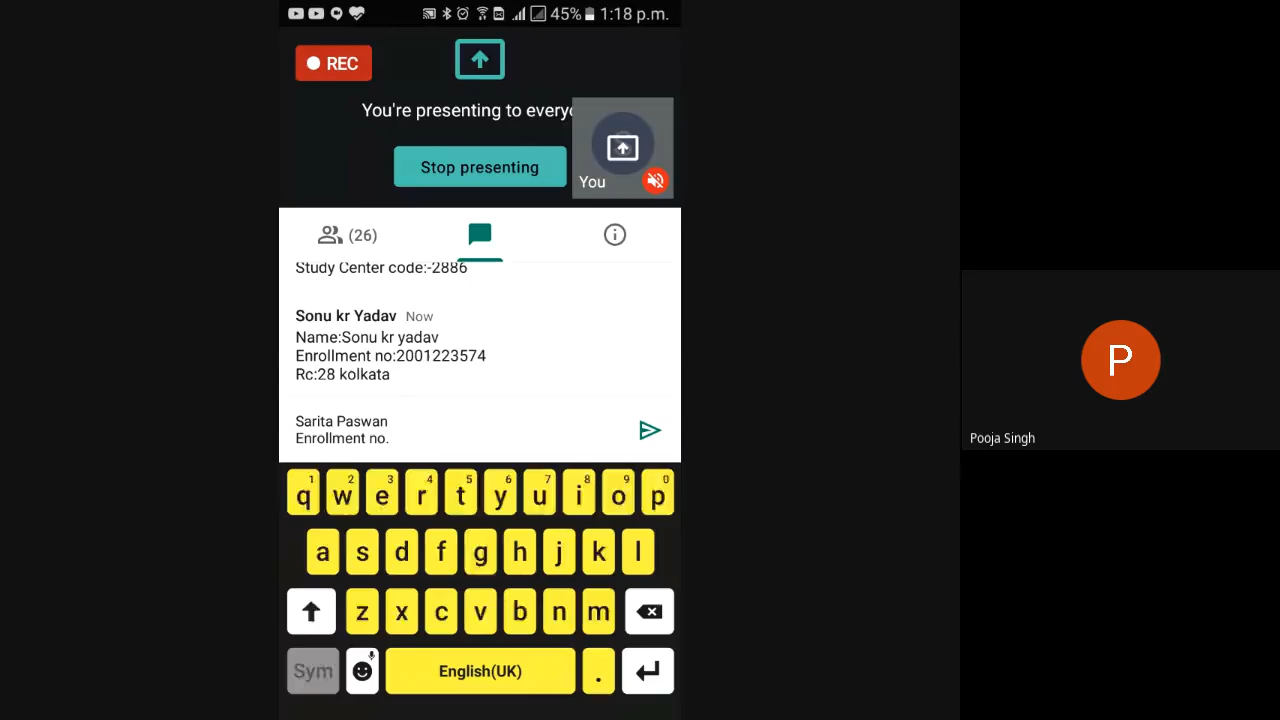 45% 1:18 p.m.
REC
You're presenting to everyo
Stop presenting
You
(26)
Study Center code:-2886
Sonu kr Yadav Now
Name:Sonu kr yadav
Enrollment no:2001223574
Rc:28 kolkata
Sarita Paswan
Enrollment no.
1 2 3 4 5 6 7 8 9 0
q w e r t y u i o p
a s d f g h j k l
z x c v b n m
Sym English(UK) .
P
Pooja Singh